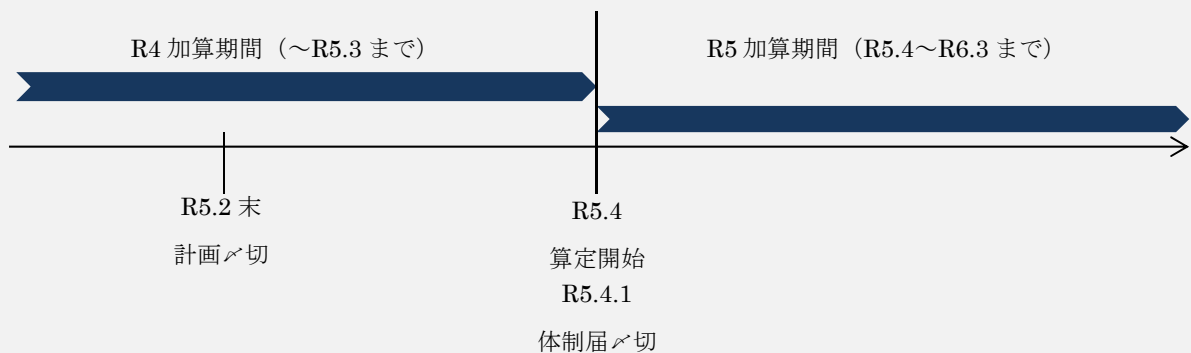 R4 加算期間（～R5.3 まで）
R5 加算期間（R5.4～R6.3 まで）
R5.2 末
計画〆切
R5.4
算定開始
R5.4.1
体制届〆切